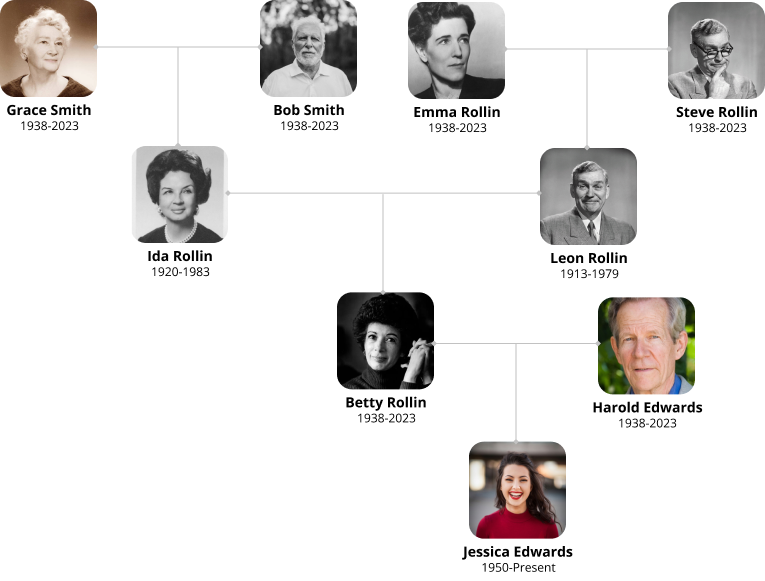 Grace Smith
1938-2023
Bob Smith
1938-2023
Emma Rollin
1938-2023
Steve Rollin
1938-2023
Ida Rollin
1920-1983
Leon Rollin
1913-1979
Betty Rollin
1938-2023
Harold Edwards
1938-2023
Jessica Edwards
1950-Present